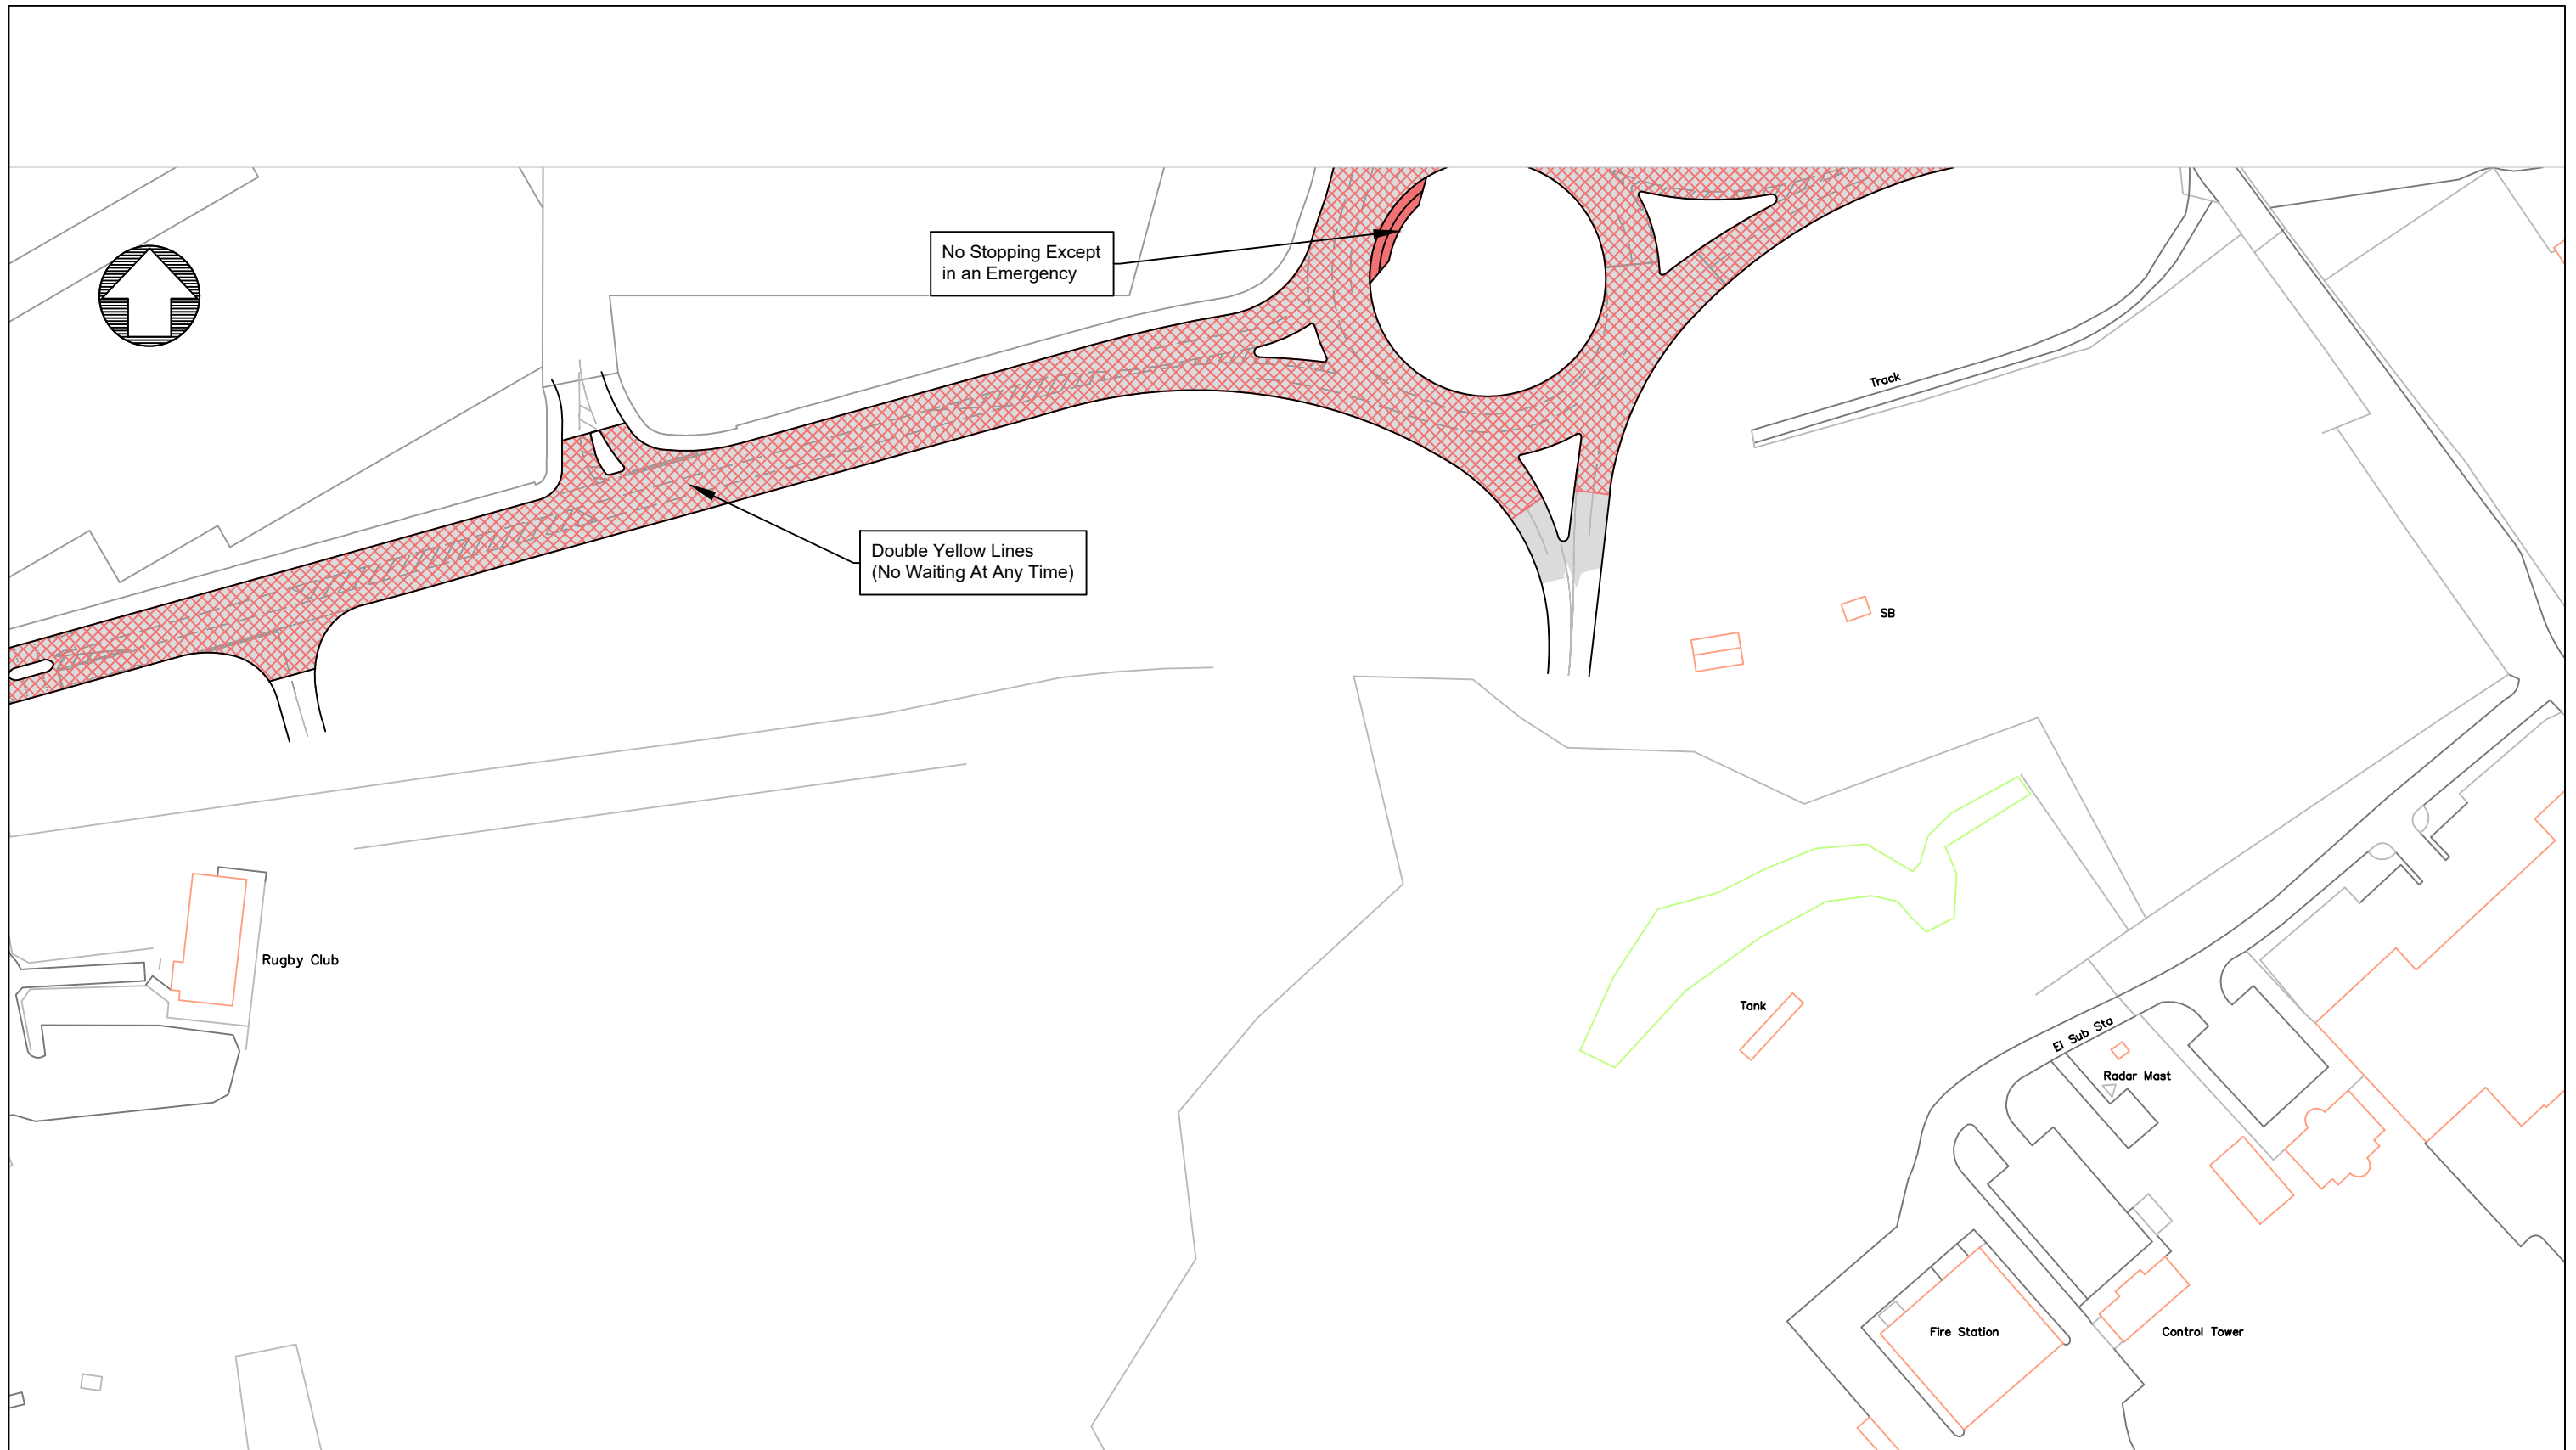 No Stopping Except
in an Emergency
Track
Double Yellow Lines
(No Waiting At Any Time)
SB
Rugby Club
Tank
El Sub Sta
Radar Mast
Fire Station
Control Tower